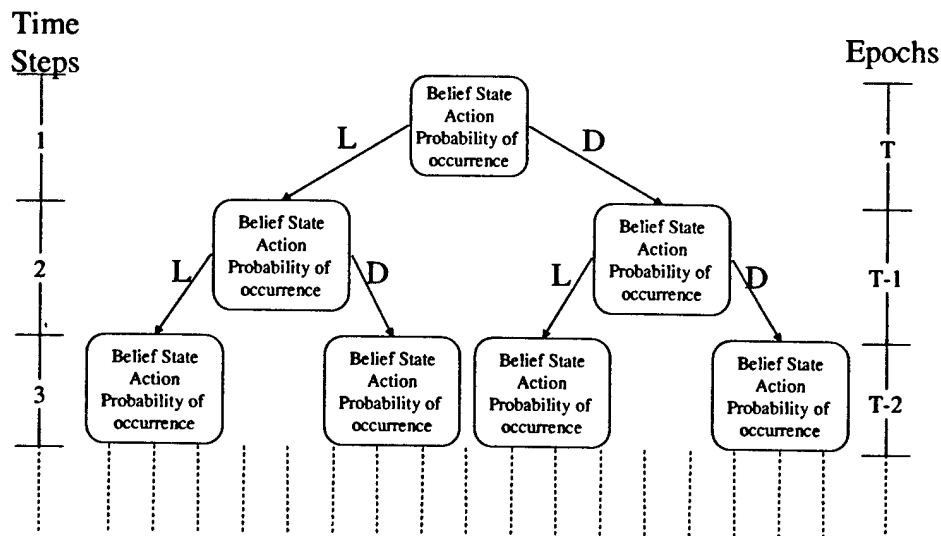 Time
Steps
Epochs
Belief State
Action
Probability of
occurrence
1
L
D
T
Belief State
Action
Probability of
occurrence
Belief State
Action
Probability of
occurrence
2
L
D
L
D
T-1
Belief State
Action
Probability of
occurrence
Belief State
Action
Probability of
occurrence
Belief State
Action
Probability of
occurrence
Belief State
Action
Probability of
occurrence
3
T-2